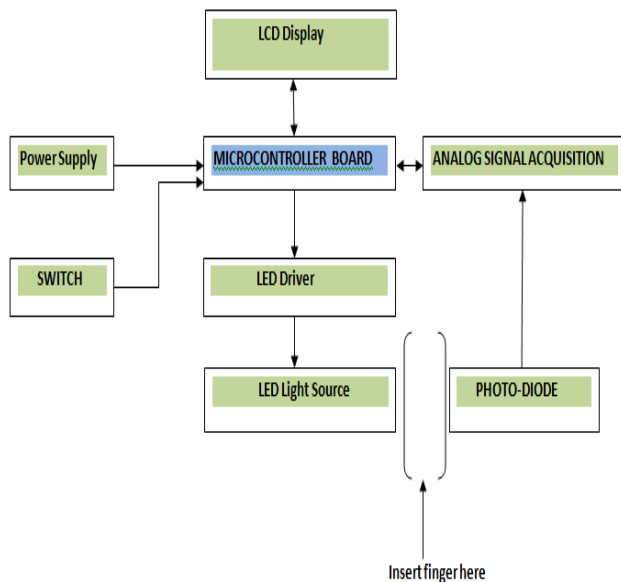 LCD Display
Power Supply
MICROCONTROLLER BOARD
ANALOG SIGNAL ACQUISITION
SWITCH
LED Driver
LED Light Source
PHOTO-DIODE
Insert finger here